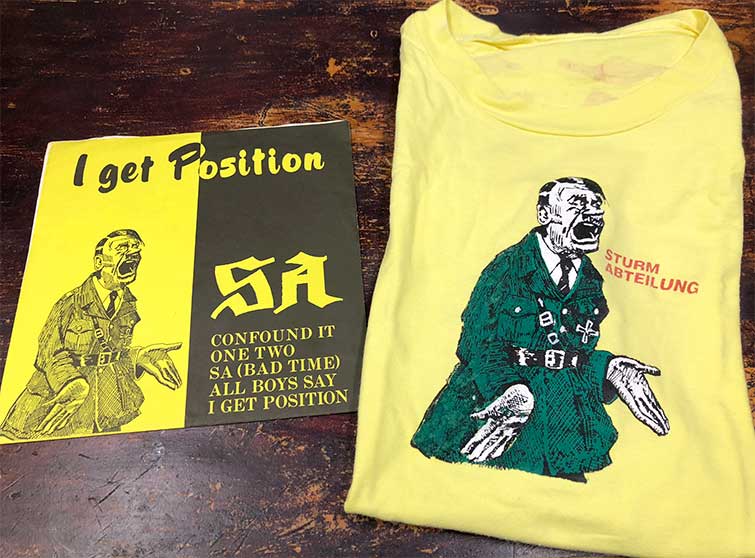 I get Position
SA
CONFOUND IT
ONE TWO
SA (BAD TIME)
ALL BOYS SAY
I GET POSITION
STURM
ABTEILUNG